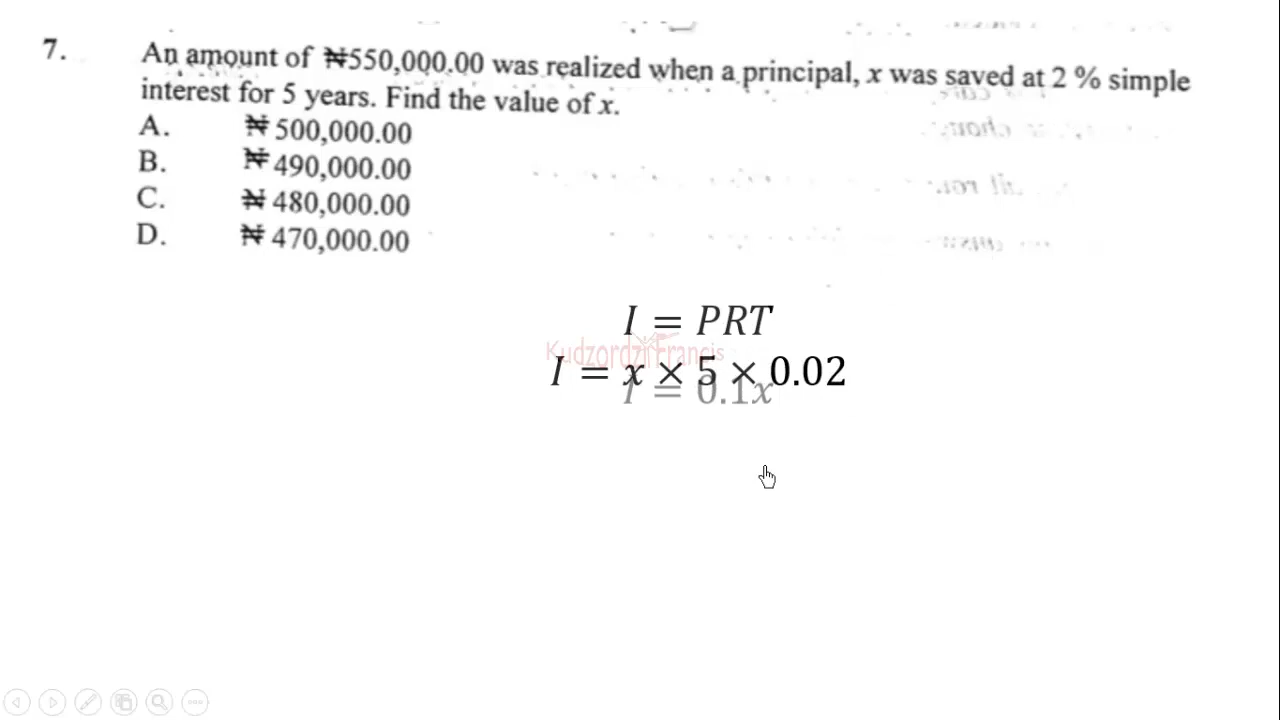 7. An amount of ₦550,000.00 was realized when a principal, x was saved at 2 % simple
interest for 5 years. Find the value of x.
A. ₦ 500,000.00
B. ₦ 490,000.00
C. ₦ 480,000.00
D. ₦ 470,000.00
I = PRT
Kudzordzi Francis
I = x × 5 × 0.02
I = 0.1x